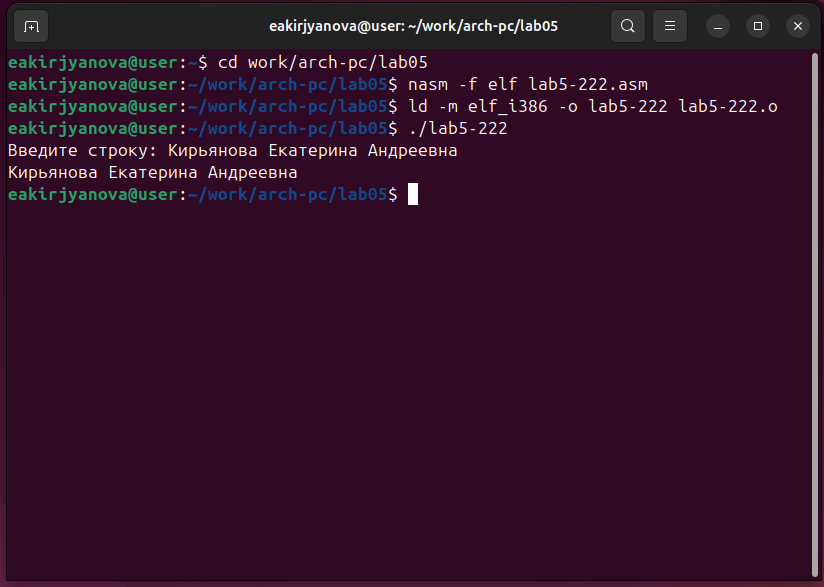 eakirjyanova@user: ~/work/arch-pc/lab05
eakirjyanova@user:~$ cd work/arch-pc/lab05
eakirjyanova@user:~/work/arch-pc/lab05$ nasm -f elf lab5-222.asm
eakirjyanova@user:~/work/arch-pc/lab05$ ld -m elf_i386 -o lab5-222 lab5-222.o
eakirjyanova@user:~/work/arch-pc/lab05$ ./lab5-222
Введите строку: Кирьянова Екатерина Андреевна
Кирьянова Екатерина Андреевна
eakirjyanova@user:~/work/arch-pc/lab05$